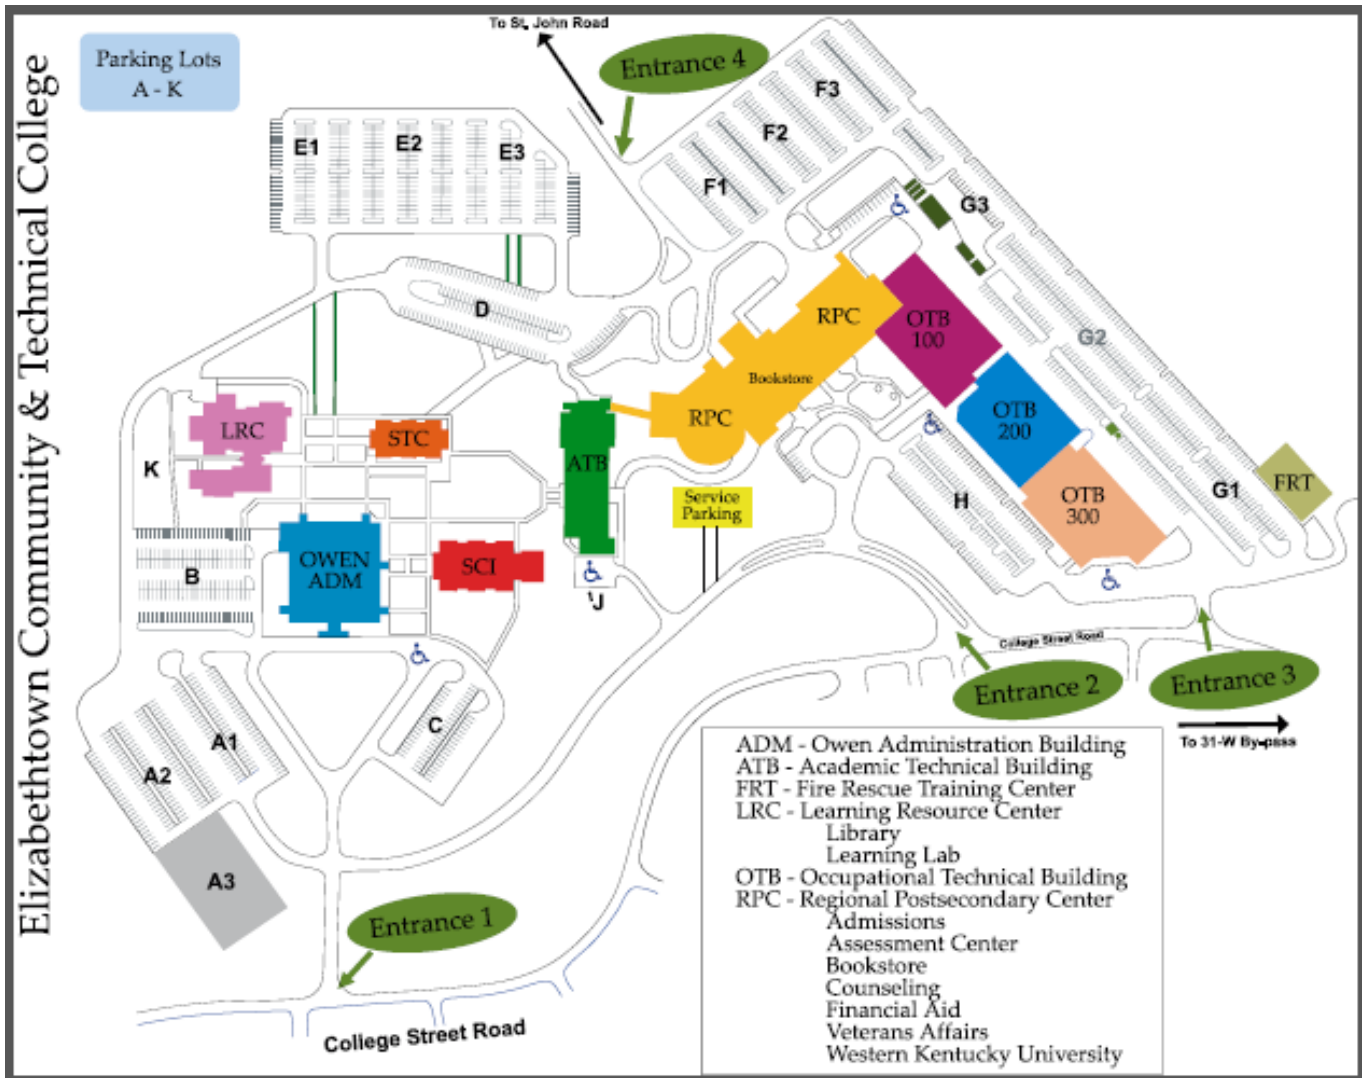 Elizabethtown Community & Technical College
Parking Lots
A - K
To St. John Road
Entrance 4
F3
F2
F1
E1
E2
E3
G3
D
RPC
OTB
100
G2
Bookstore
RPC
OTB
200
LRC
STC
ATB
K
Service
Parking
H
OTB
300
G1
FRT
OWEN
ADM
SCI
B
J
College Street Road
Entrance 2
Entrance 3
To 31-W By-pass
C
A1
A2
A3
Entrance 1
College Street Road
ADM - Owen Administration Building
ATB - Academic Technical Building
FRT - Fire Rescue Training Center
LRC - Learning Resource Center
Library
Learning Lab
OTB - Occupational Technical Building
RPC - Regional Postsecondary Center
Admissions
Assessment Center
Bookstore
Counseling
Financial Aid
Veterans Affairs
Western Kentucky University